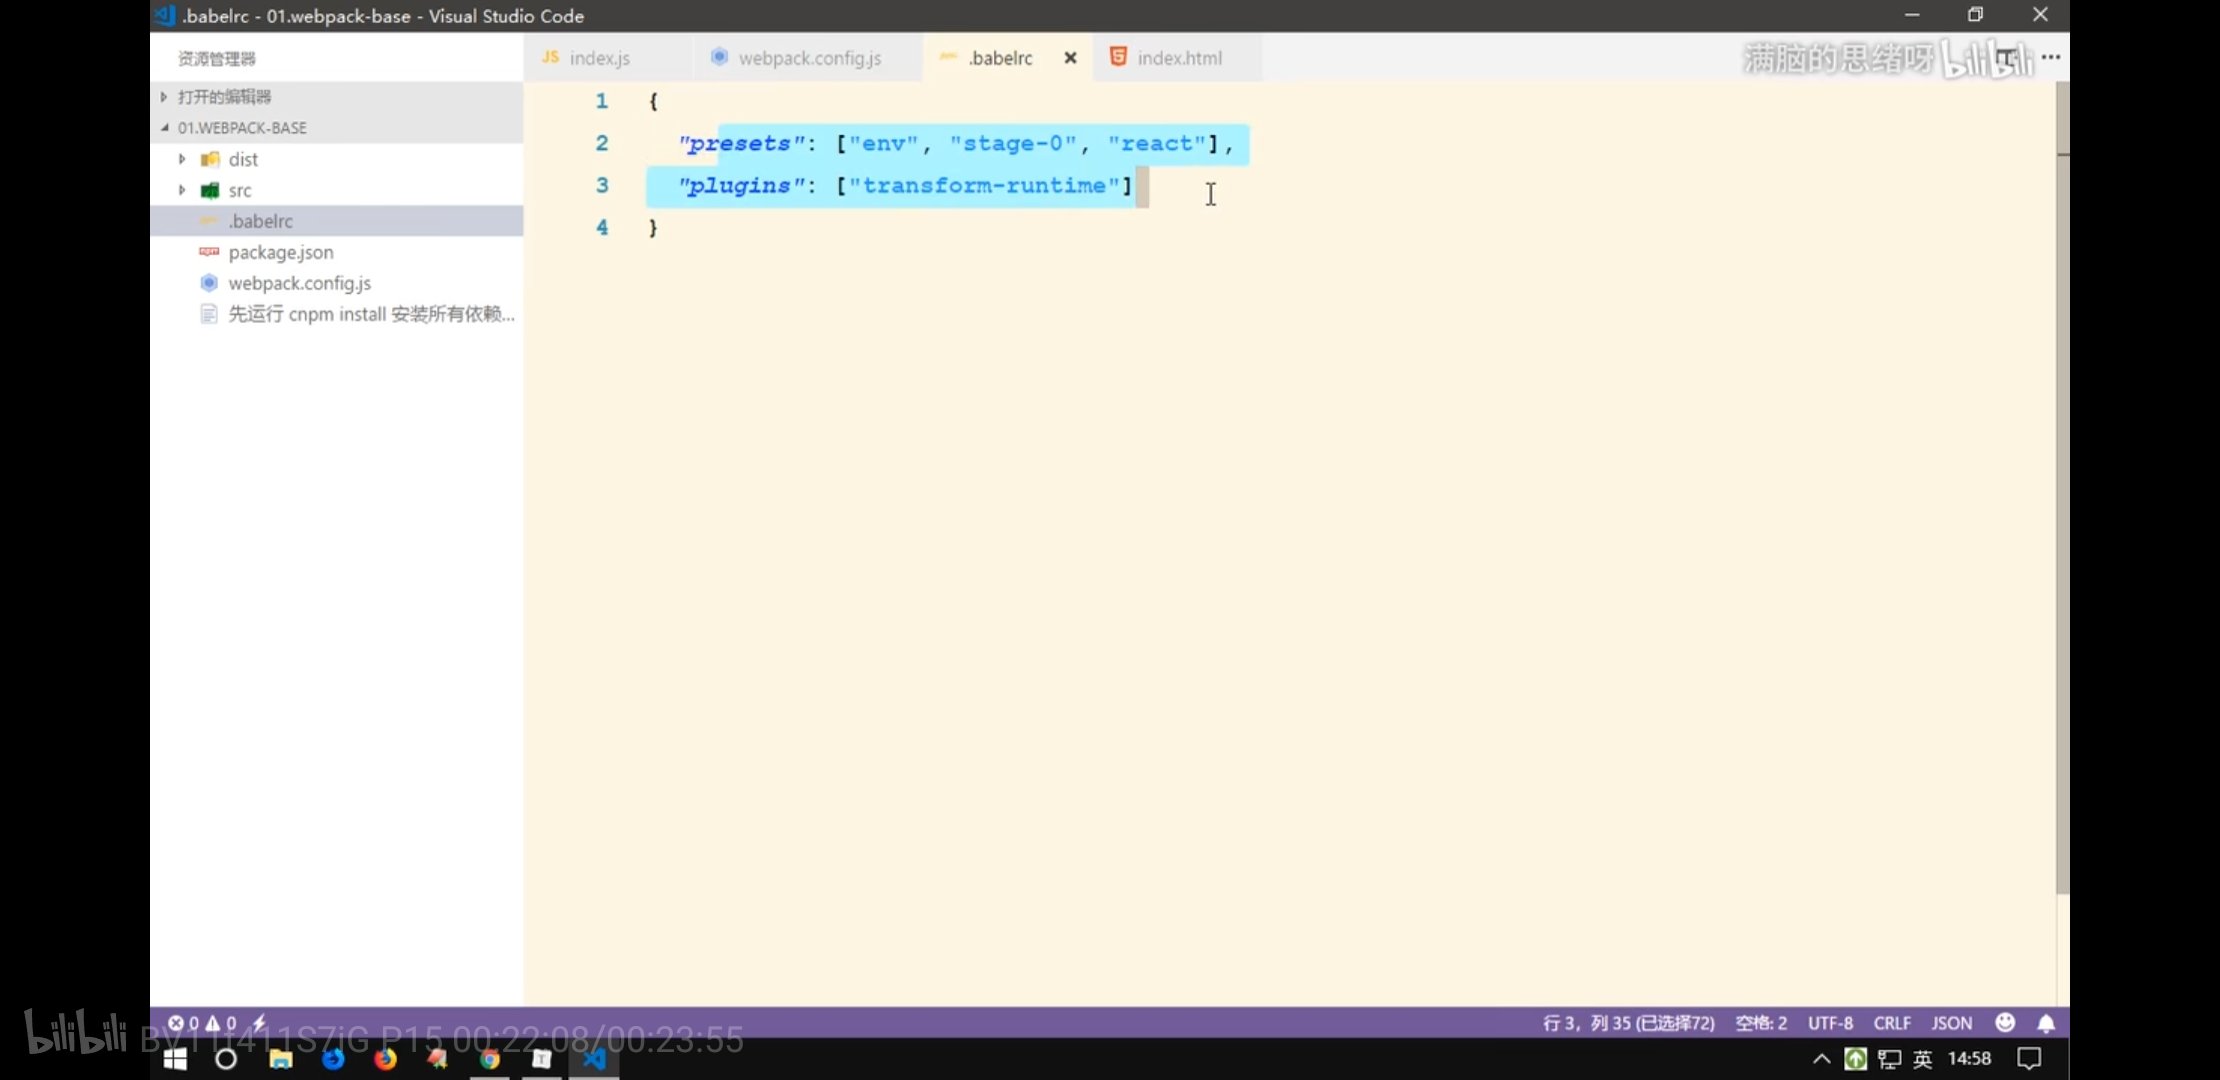 .babelrc - 01.webpack-base - Visual Studio Code
资源管理器
JS index.js
webpack.config.js
.babelrc
index.html
满脑的思绪呀 bilibili
打开的编辑器
01.WEBPACK-BASE
dist
src
.babelrc
package.json
webpack.config.js
先运行 cnpm install 安装所有依赖...
1 {
2 "presets": ["env", "stage-0", "react"],
3 "plugins": ["transform-runtime"]
4 }
0 0
行 3，列 35 (已选择72) 空格: 2 UTF-8 CRLF JSON
bilibili BV11f411S7iG P15 00:22:08/00:23:55
英 14:58